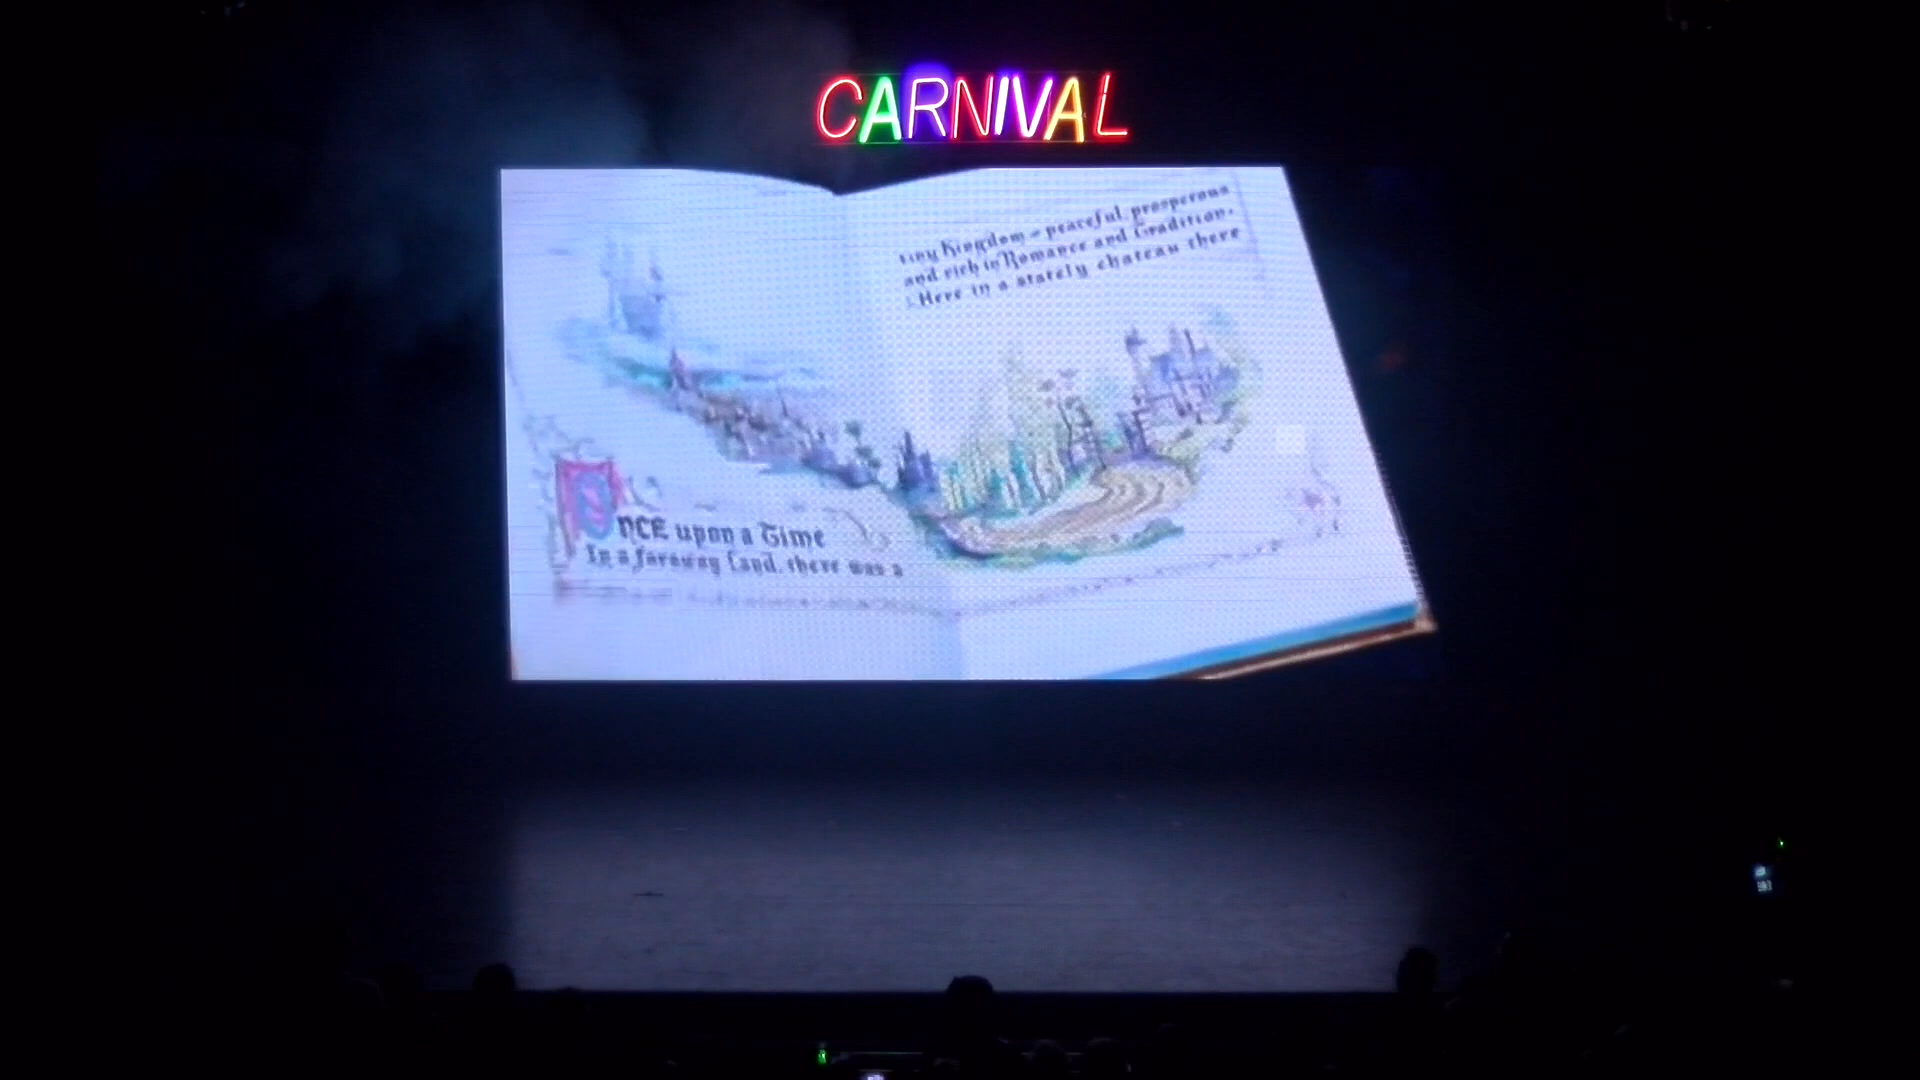 CARNIVAL
ONCE upon a Time
In a faraway land, there was a
tiny kingdom - peaceful, prosperous
and rich in Romance and Tradition.
Here in a stately chateau there